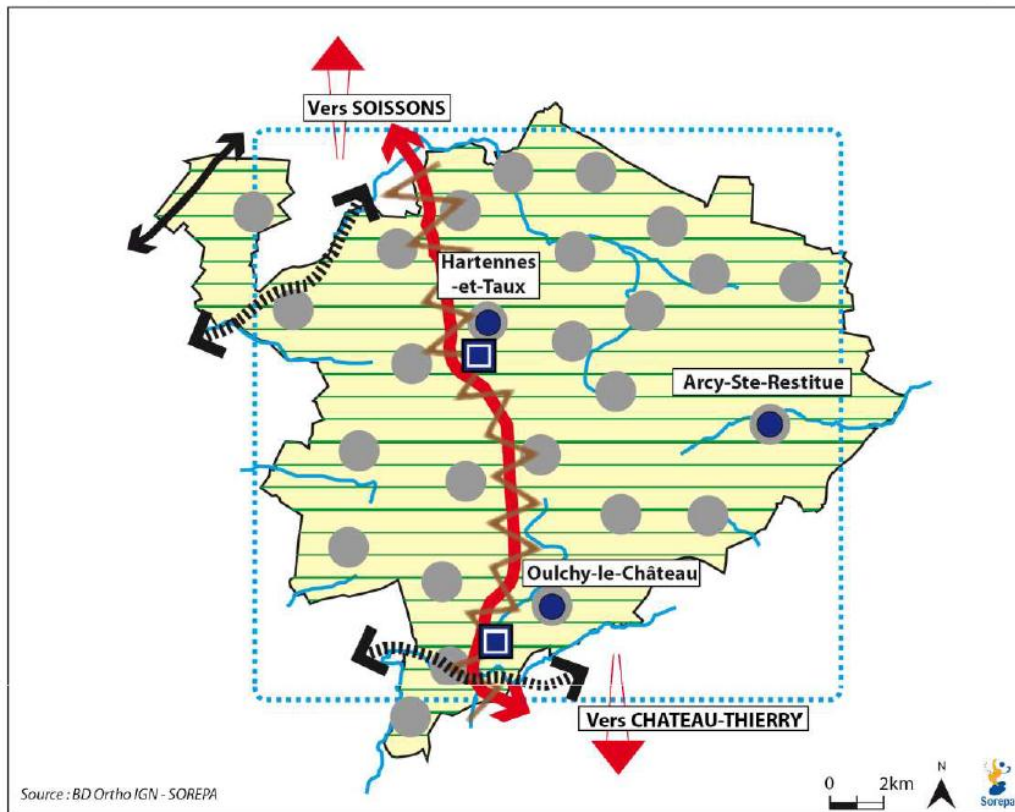 Vers SOISSONS
Hartennes
-et-Taux
Arcy-Ste-Restitue
Oulchy-le-Château
Vers CHATEAU-THIERRY
Source : BD Ortho IGN - SOREPA
0 2km
N
Sorepa